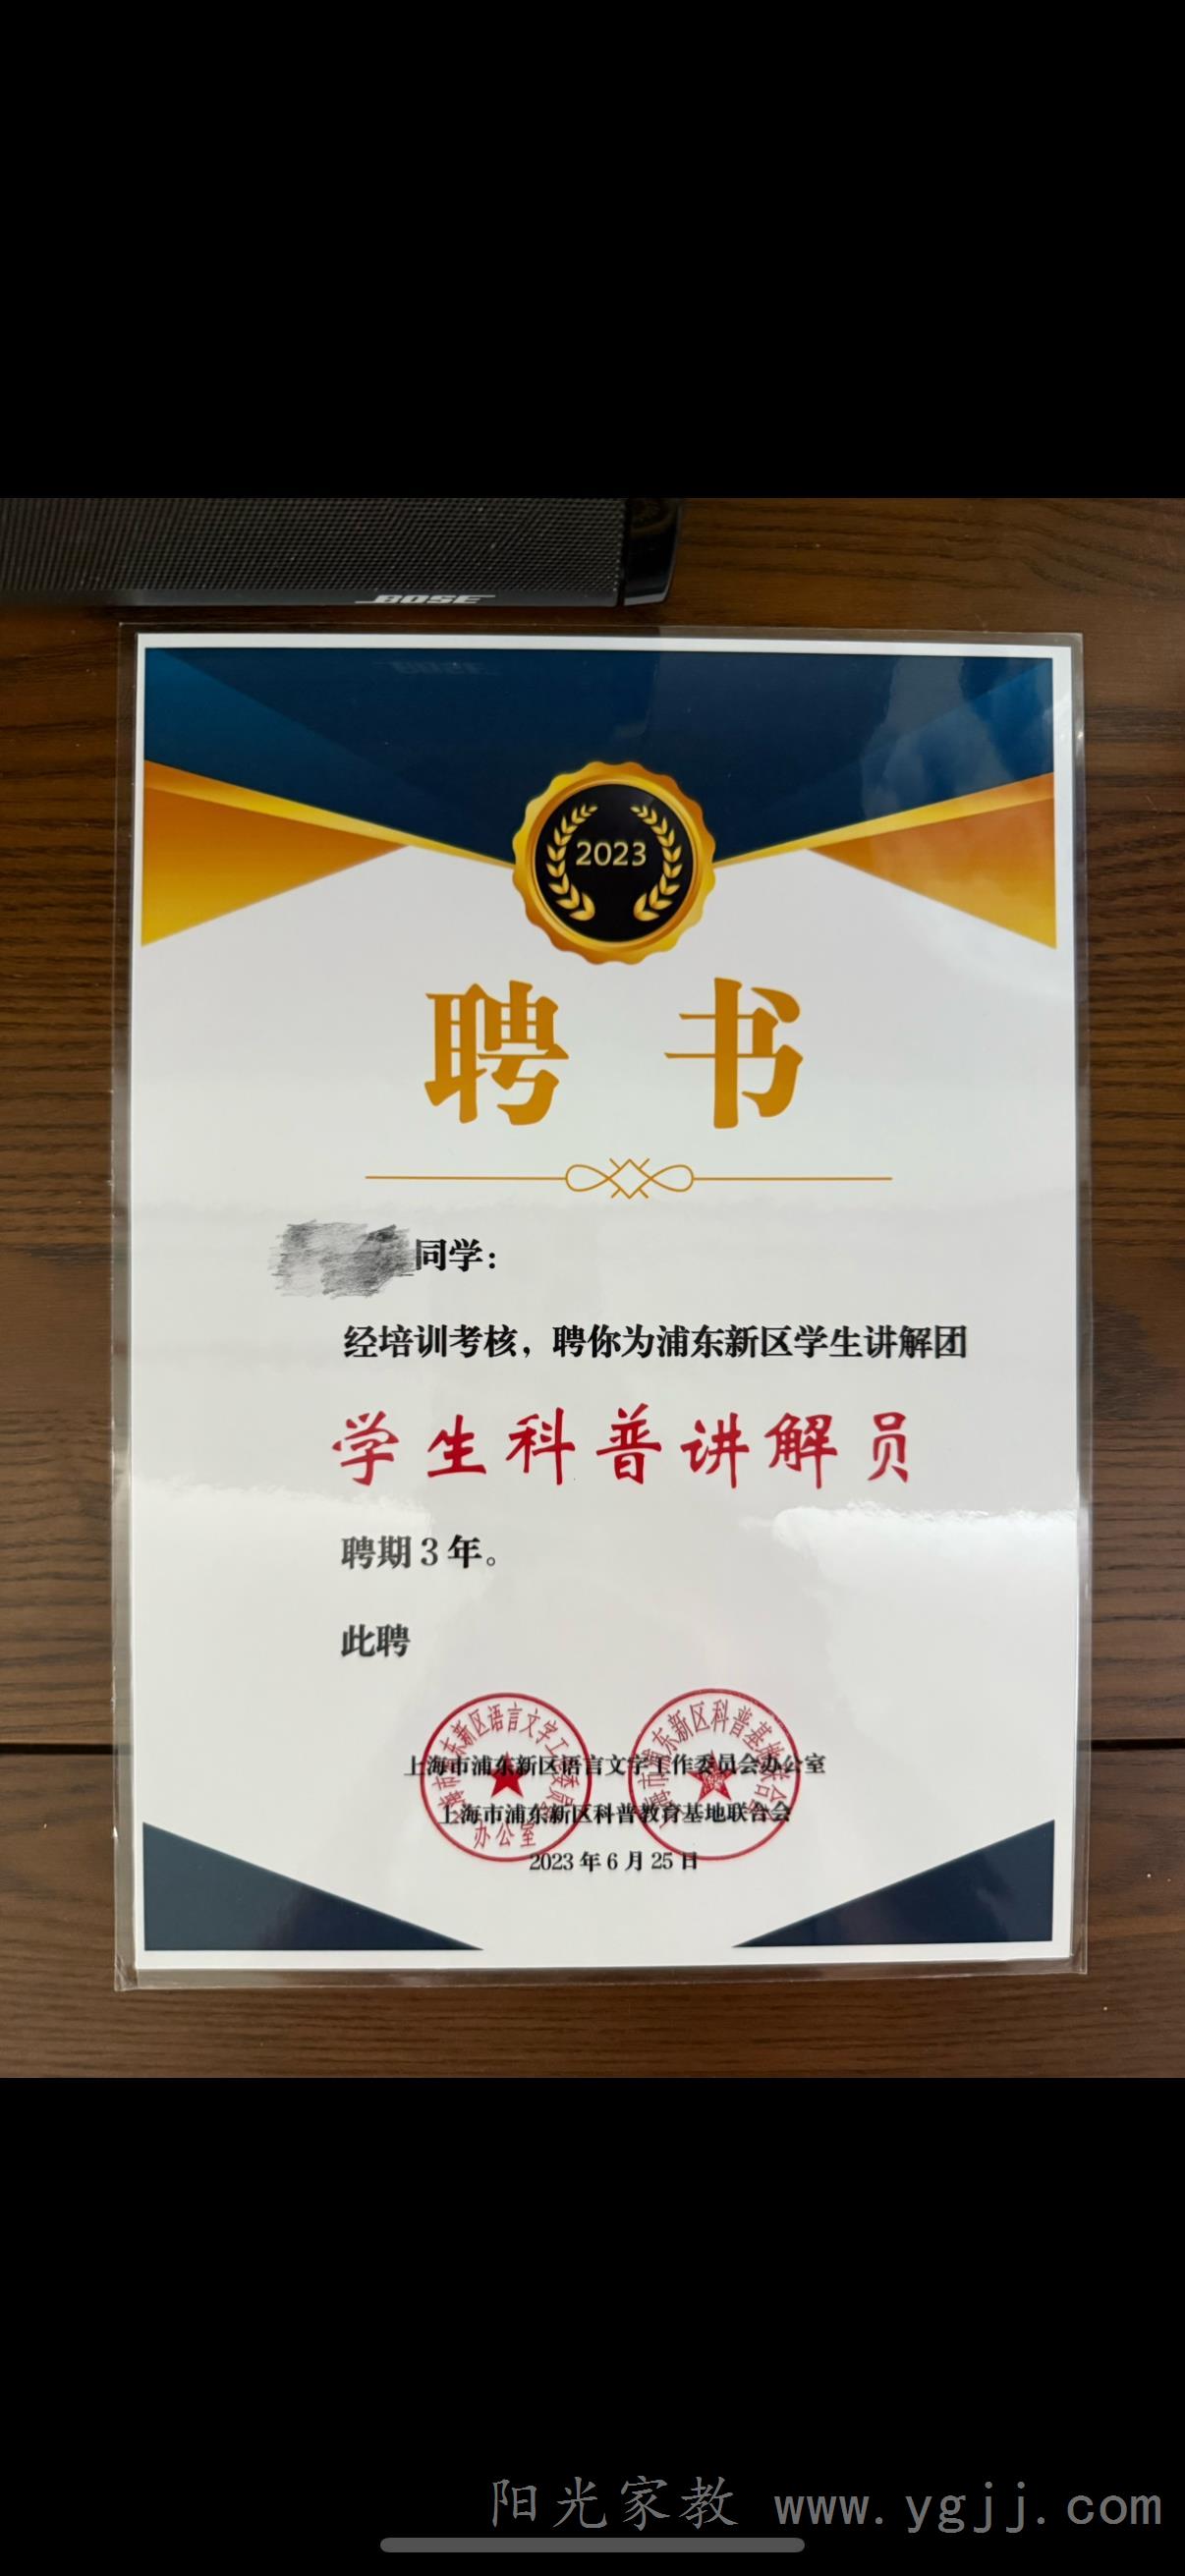 BOSE
2023
聘 书
同学:
经培训考核，聘你为浦东新区学生讲解团
学生科普讲解员
聘期3年。
此聘
上海市浦东新区语言文字工作委员会办公室
上海市浦东新区科普教育基地联合会
2023年6月25日
阳光家教 www.ygjj.com